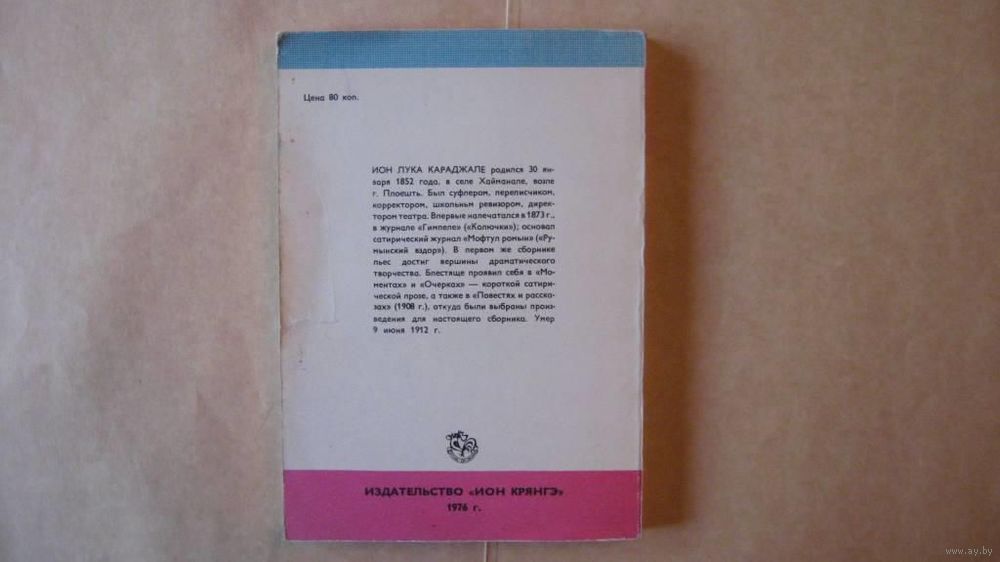 Цена 80 коп.
ИОН ЛУКА КАРАДЖАЛЕ родился 30 ян-
варя 1852 года, в селе Хайманале, возле
г. Плоешть. Был суфлером, переписчиком,
корректором, школьным ревизором, дирек-
тором театра. Впервые напечатался в 1873 г.,
в журнале «Гимпеле» («Колючки»); основал
сатирический журнал «Мофтул ромын» («Ру-
мынский вздор»). В первом же сборнике
пьес достиг вершины драматического
творчества. Блестяще проявил себя в «Мо-
ментах» и «Очерках» — короткой сатири-
ческой прозе, а также в «Повестях и расска-
зах» (1908 г.), откуда были выбраны произ-
ведения для настоящего сборника. Умер
9 июня 1912 г.
ИЗДАТЕЛЬСТВО «ИОН КРЯНГЭ»
1976 г.
www.ay.by